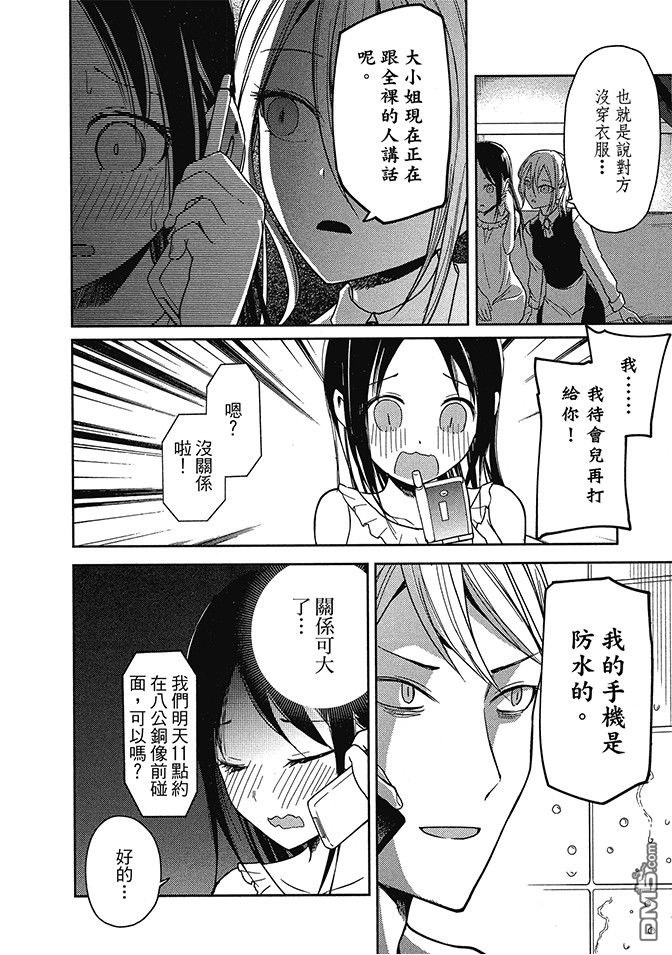 也就是說對方
沒穿衣服…
大小姐現在正在
跟全裸的人講話
呢。
我………
我待會兒再打
給你！
嗯？
沒關係
啦！
我的手機是
防水的。
關係可大
了…
我們明天11點約
在八公銅像前碰
面，可以嗎？
好的…
DM5.com